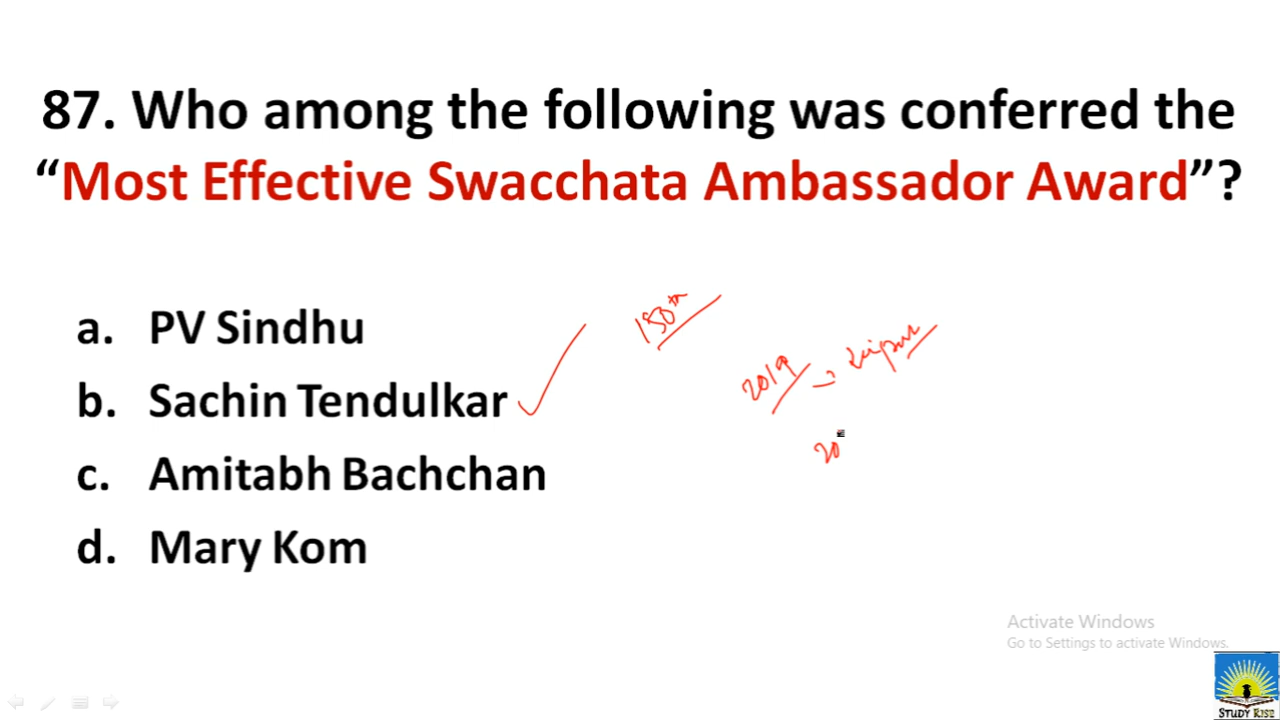 87. Who among the following was conferred the
“Most Effective Swacchata Ambassador Award”?
a. PV Sindhu
b. Sachin Tendulkar
c. Amitabh Bachchan
d. Mary Kom
150th
2019
20
Activate Windows
Go to Settings to activate Windows.
STUDY RISE